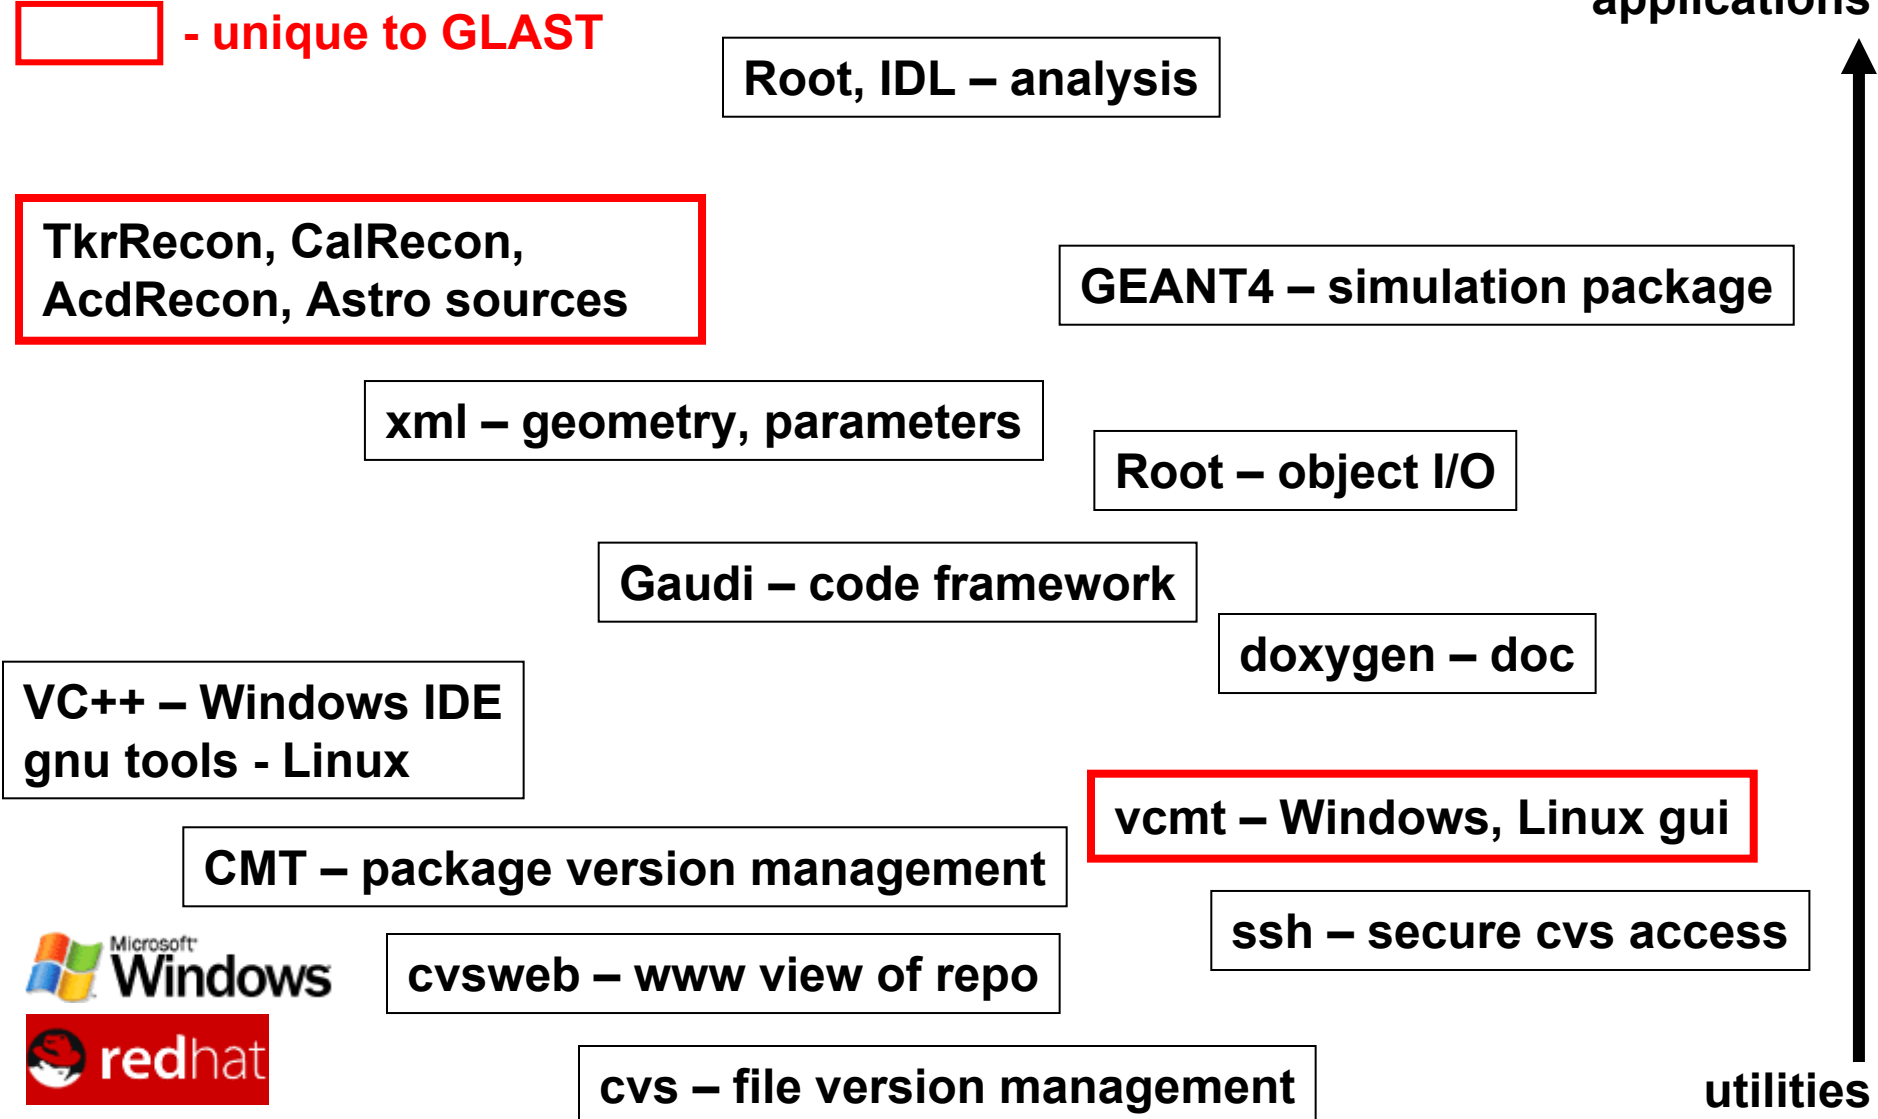 applications
- unique to GLAST
Root, IDL – analysis
TkrRecon, CalRecon,
AcdRecon, Astro sources
GEANT4 – simulation package
xml – geometry, parameters
Root – object I/O
Gaudi – code framework
doxygen – doc
VC++ – Windows IDE
gnu tools - Linux
vcmt – Windows, Linux gui
CMT – package version management
ssh – secure cvs access
Microsoft
Windows
cvsweb – www view of repo
redhat
cvs – file version management
utilities